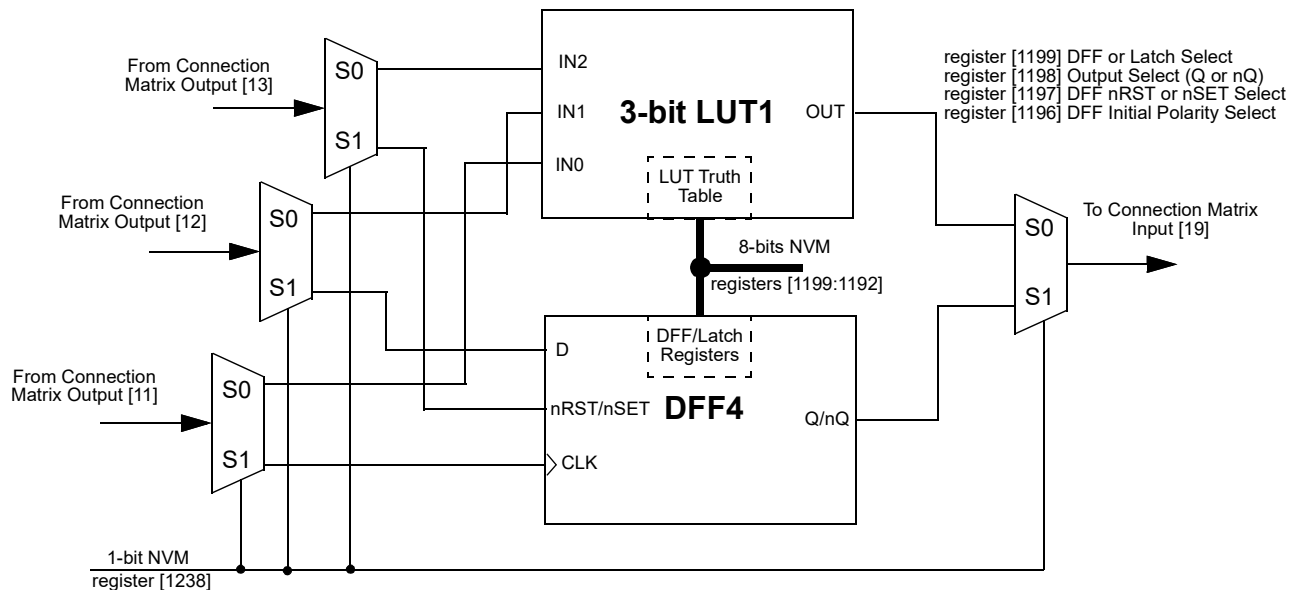 From Connection
Matrix Output [13]
S0
S1
From Connection
Matrix Output [12]
S0
S1
From Connection
Matrix Output [11]
S0
S1
1-bit NVM
register [1238]
IN2
IN1
IN0
3-bit LUT1
OUT
LUT Truth
Table
8-bits NVM
registers [1199:1192]
DFF/Latch
Registers
D
nRST/nSET
CLK
DFF4
Q/nQ
register [1199] DFF or Latch Select
register [1198] Output Select (Q or nQ)
register [1197] DFF nRST or nSET Select
register [1196] DFF Initial Polarity Select
S0
S1
To Connection Matrix
Input [19]